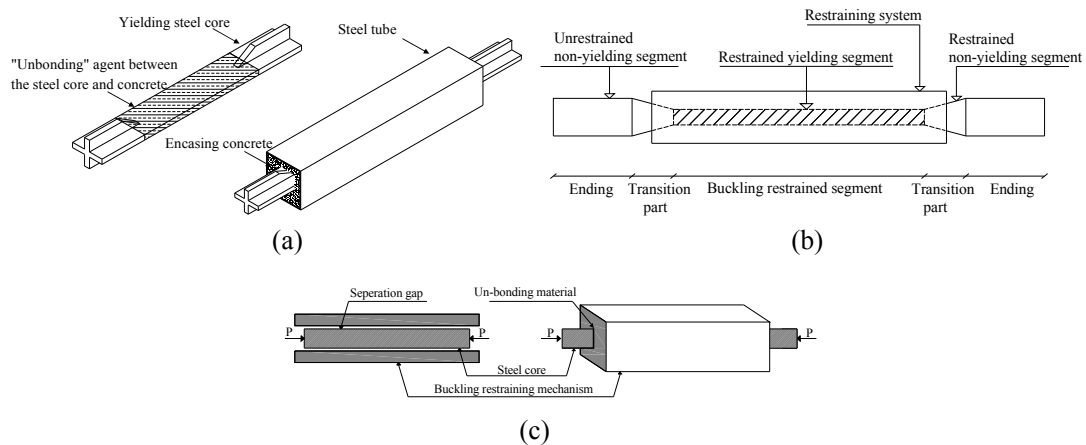 Yielding steel core
"Unbonding" agent between
the steel core and concrete
Steel tube
Encasing concrete
(a)
Restraining system
Unrestrained
non-yielding segment
Restrained yielding segment
Restrained
non-yielding segment
Ending
Transition
part
Buckling restrained segment
Transition
part
Ending
(b)
Seperation gap
P
P
Un-bonding material
P
P
Steel core
Buckling restraining mechanism
(c)